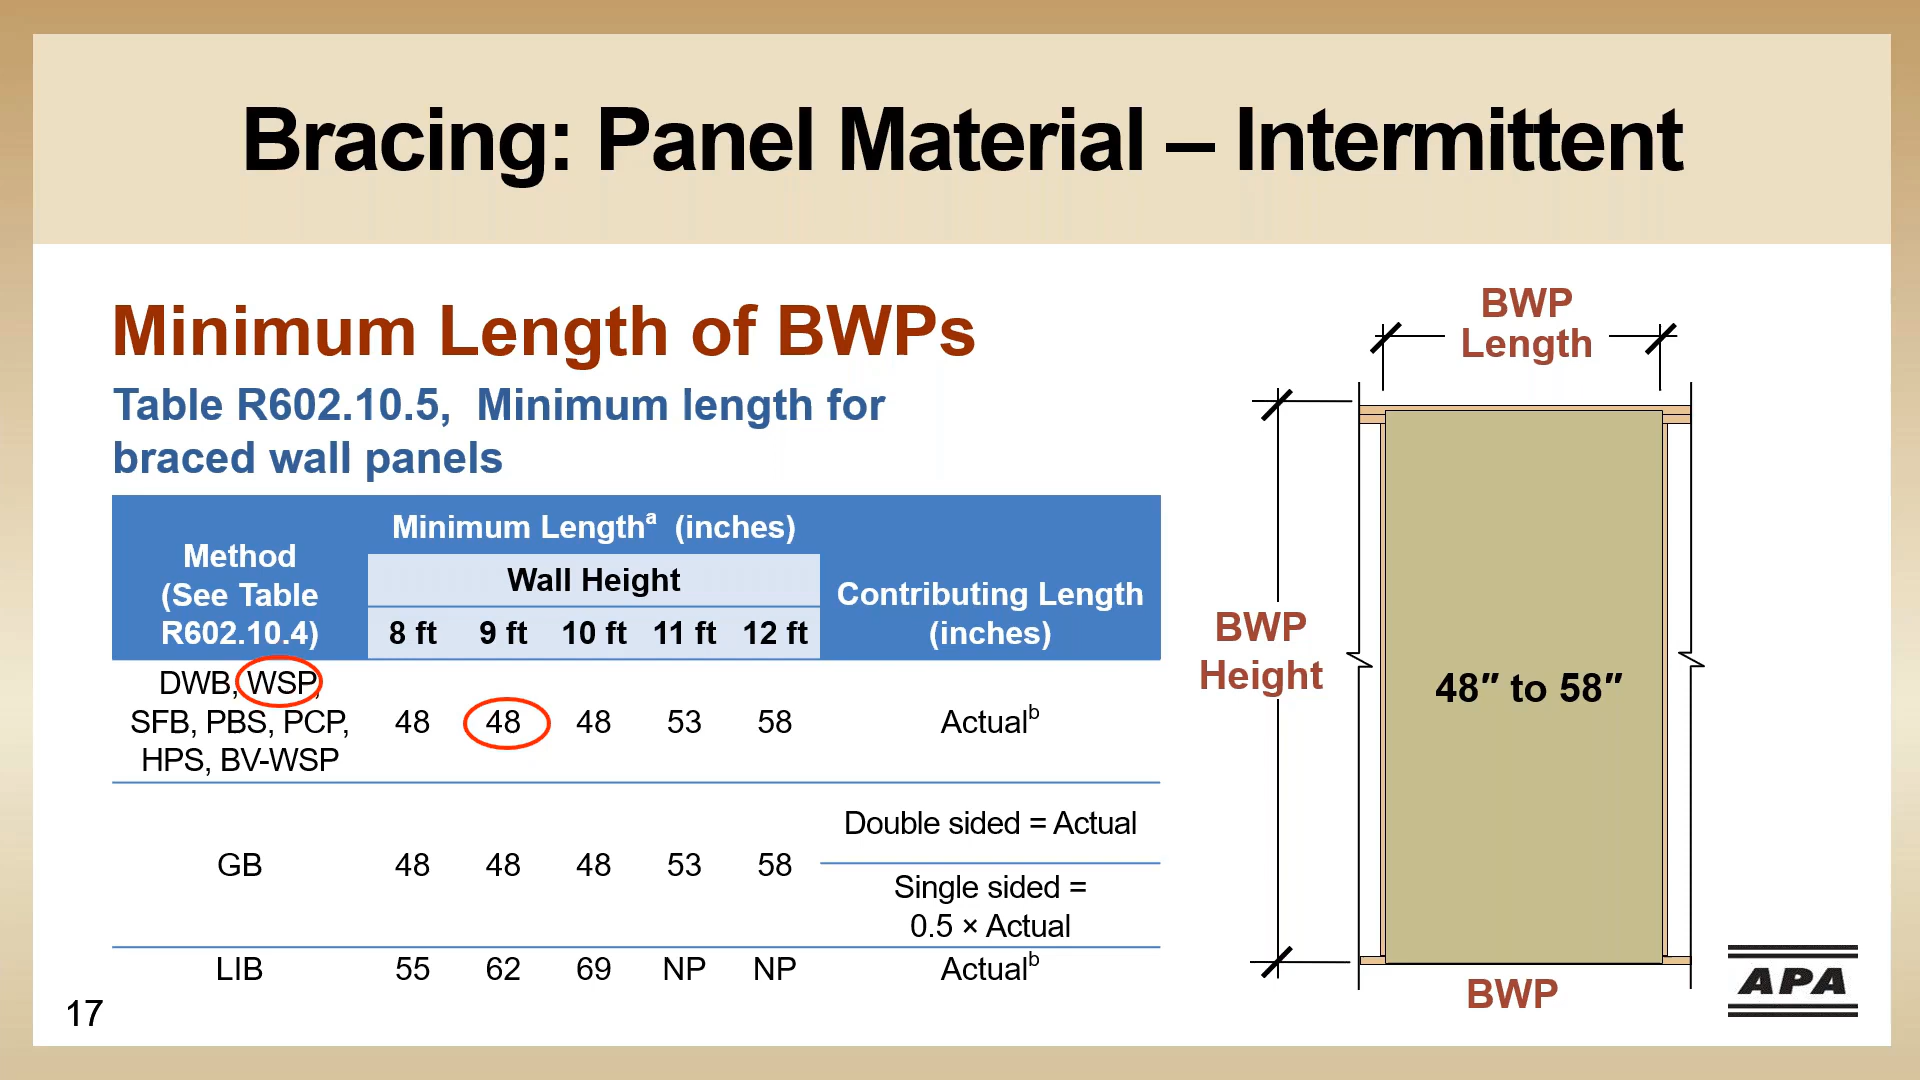 Bracing: Panel Material – Intermittent
Minimum Length of BWPs
Table R602.10.5,  Minimum length for
braced wall panels
Method
(See Table
R602.10.4)
Minimum Lengthᵃ (inches)
Wall Height
8 ft 9 ft 10 ft 11 ft 12 ft
Contributing Length
(inches)
DWB, WSP,
SFB, PBS, PCP,
HPS, BV-WSP
48 48 48 53 58
Actualᵇ
GB
48 48 48 53 58
Double sided = Actual
Single sided =
0.5 × Actual
LIB
55 62 69 NP NP
Actualᵇ
BWP
Length
BWP
Height
48″ to 58″
BWP
APA
17